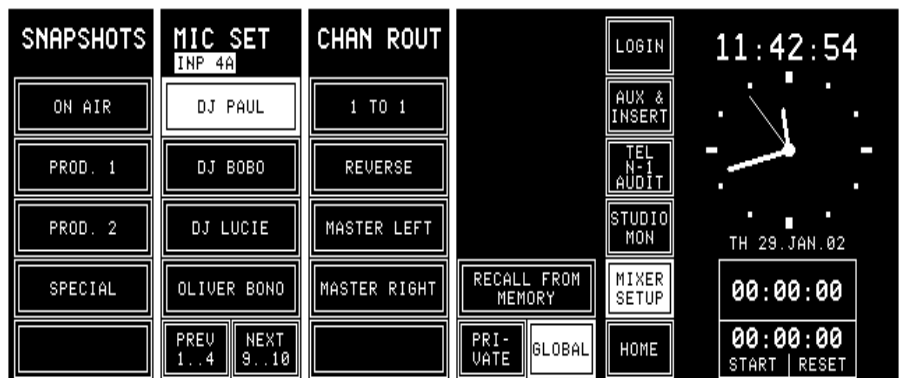 SNAPSHOTS
ON AIR
PROD. 1
PROD. 2
SPECIAL
MIC SET
INP 4A
DJ PAUL
DJ BOBO
DJ LUCIE
OLIVER BONO
PREV
1..4
NEXT
9..10
CHAN ROUT
1 TO 1
REVERSE
MASTER LEFT
MASTER RIGHT
RECALL FROM
MEMORY
PRI-
VATE
GLOBAL
LOGIN
AUX &
INSERT
TEL
N-1
AUDIT
STUDIO
MON
MIXER
SETUP
HOME
11:42:54
TH 29.JAN.02
00:00:00
00:00:00
START | RESET